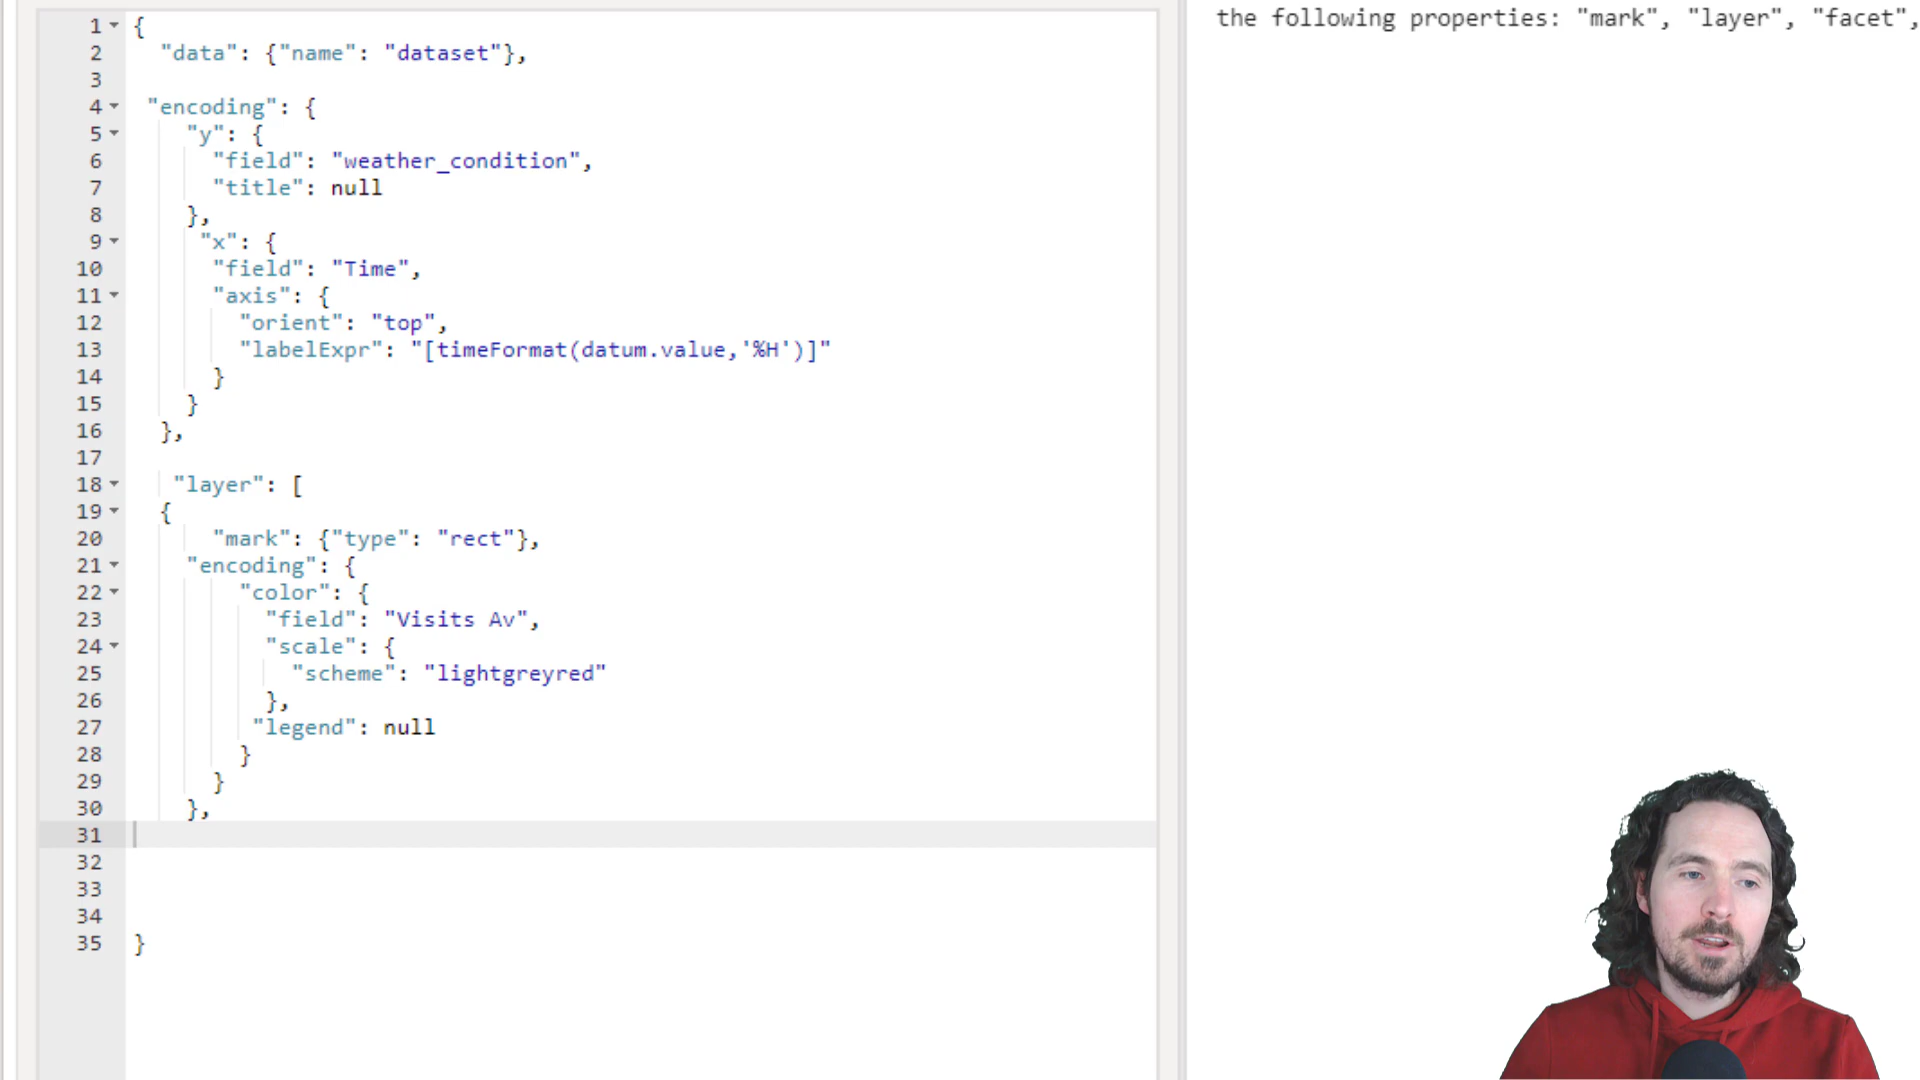 the following properties: "mark", "layer", "facet",
1 {
2 "data": {"name": "dataset"},
3
4 "encoding": {
5 "y": {
6 "field": "weather_condition",
7 "title": null
8 },
9 "x": {
10 "field": "Time",
11 "axis": {
12 "orient": "top",
13 "labelExpr": "[timeFormat(datum.value,'%H')]"
14 }
15 }
16 },
17
18 "layer": [
19 {
20 "mark": {"type": "rect"},
21 "encoding": {
22 "color": {
23 "field": "Visits Av",
24 "scale": {
25 "scheme": "lightgreyred"
26 },
27 "legend": null
28 }
29 }
30 },
31
32
33
34
35 }